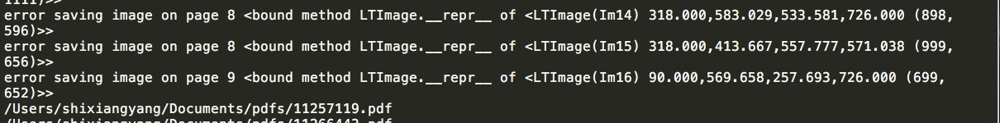 1111)>>
error saving image on page 8 <bound method LTImage.__repr__ of <LTImage(Im14) 318.000,583.029,533.581,726.000 (898,
596)>>
error saving image on page 8 <bound method LTImage.__repr__ of <LTImage(Im15) 318.000,413.667,557.777,571.038 (999,
656)>>
error saving image on page 9 <bound method LTImage.__repr__ of <LTImage(Im16) 90.000,569.658,257.693,726.000 (699,
652)>>
/Users/shixiangyang/Documents/pdfs/11257119.pdf